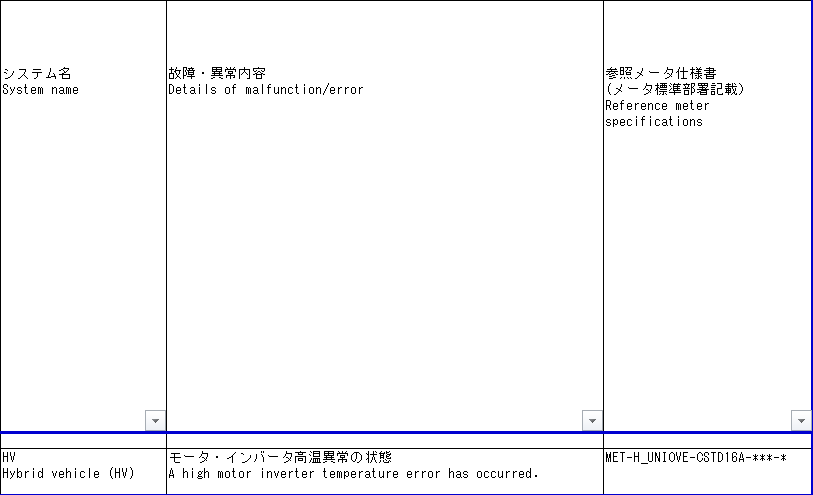 システム名
System name
故障・異常内容
Details of malfunction/error
参照メータ仕様書
(メータ標準部署記載)
Reference meter
specifications
HV
Hybrid vehicle (HV)
モータ・インバータ高温異常の状態
A high motor inverter temperature error has occurred.
MET-H_UNIOVE-CSTD16A-***-*